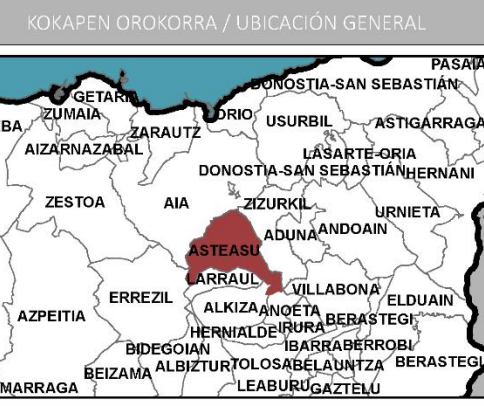 KOKAPEN OROKORRA / UBICACIÓN GENERAL
PASAIA
DONOSTIA-SAN SEBASTIÁN
GETARIA
ZUMAIA
ORIO
USURBIL
ASTIGARRAGA
ZARAUTZ
AIZARNAZABAL
LASARTE-ORIA
DONOSTIA-SAN SEBASTIÁN
HERNANI
ZESTOA
AIA
ZIZURKIL
URNIETA
ADUNA
ANDOAIN
ASTEASU
LARRAUL
VILLABONA
ERREZIL
ALKIZA
ANOETA
ELDUAIN
AZPEITIA
HERNIALDE
IRURA
BERASTEGI
BIDEGOIAN
IBARRA
BERROBI
BEIZAMA
ALBIZTUR
TOLOSA
BELAUNTZA
BERASTEGI
MARRAGA
LEABURU
GAZTELU